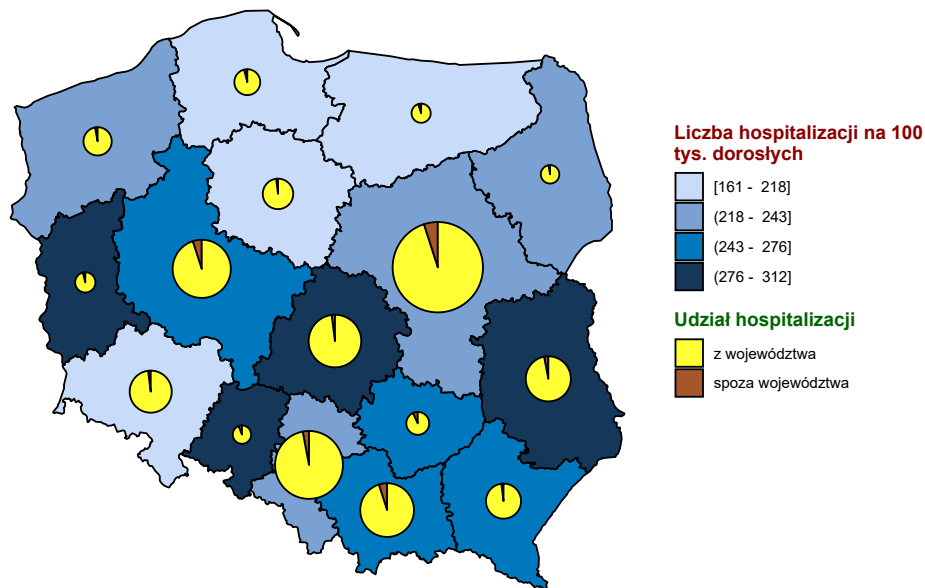 Liczba hospitalizacji na 100
tys. dorosłych
[161 - 218]
(218 - 243]
(243 - 276]
(276 - 312]
Udział hospitalizacji
z województwa
spoza województwa